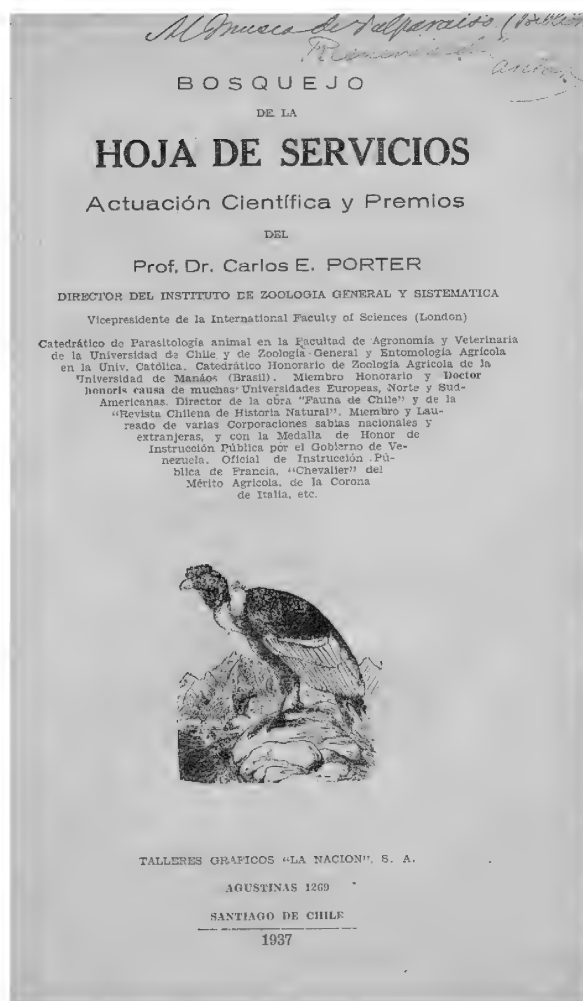 Al museo de Valparaiso
BOSQUEJO
DE LA
HOJA DE SERVICIOS
Actuación Científica y Premios
DEL
Prof. Dr. Carlos E. PORTER
DIRECTOR DEL INSTITUTO DE ZOOLOGIA GENERAL Y SISTEMATICA
Vicepresidente de la International Faculty of Sciences (London)
Catedrático de Parasitología animal en la Facultad de Agronomía y Veterinaria
de la Universidad de Chile y de Zoología General y Entomología Agrícola
en la Univ. Católica. Catedrático Honorario de Zoología Agrícola de la
Universidad de Manáos (Brasil). Miembro Honorario y Doctor
honoris causa de muchas Universidades Europeas, Norte y Sud-
Americanas. Director de la obra "Fauna de Chile" y de la
"Revista Chilena de Historia Natural". Miembro y Lau-
reado de varias Corporaciones sabias nacionales y
extranjeras, y con la Medalla de Honor de
Instrucción Pública por el Gobierno de Ve-
nezuela. Oficial de Instrucción Pú-
blica de Francia, "Chevalier" del
Mérito Agrícola, de la Corona
de Italia, etc.
TALLERES GRAFICOS "LA NACION", S. A.
AGUSTINAS 1269
SANTIAGO DE CHILE
1937